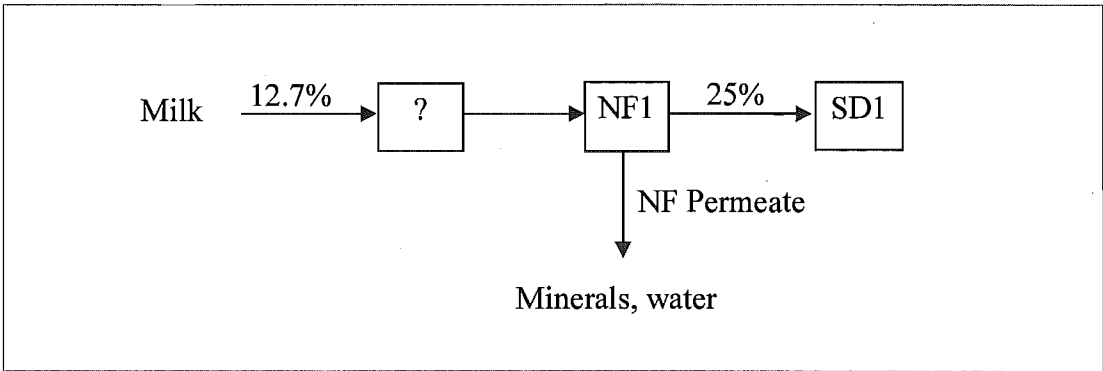 Milk 12.7% ? NF1 25% SD1
NF Permeate
Minerals, water